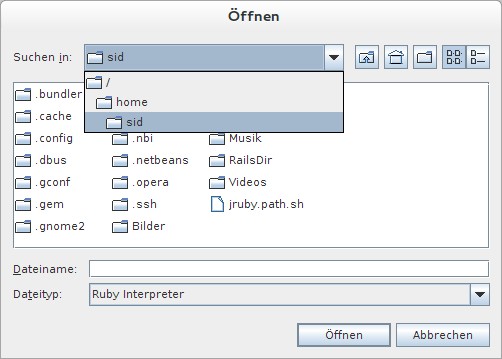 Öffnen
Suchen in: sid
/
home
sid
.bundler
.cache
.config .nbi Musik
.dbus .netbeans RailsDir
.gconf .opera Videos
.gem .ssh jruby.path.sh
.gnome2 Bilder
Dateiname:
Dateityp: Ruby Interpreter
Öffnen Abbrechen